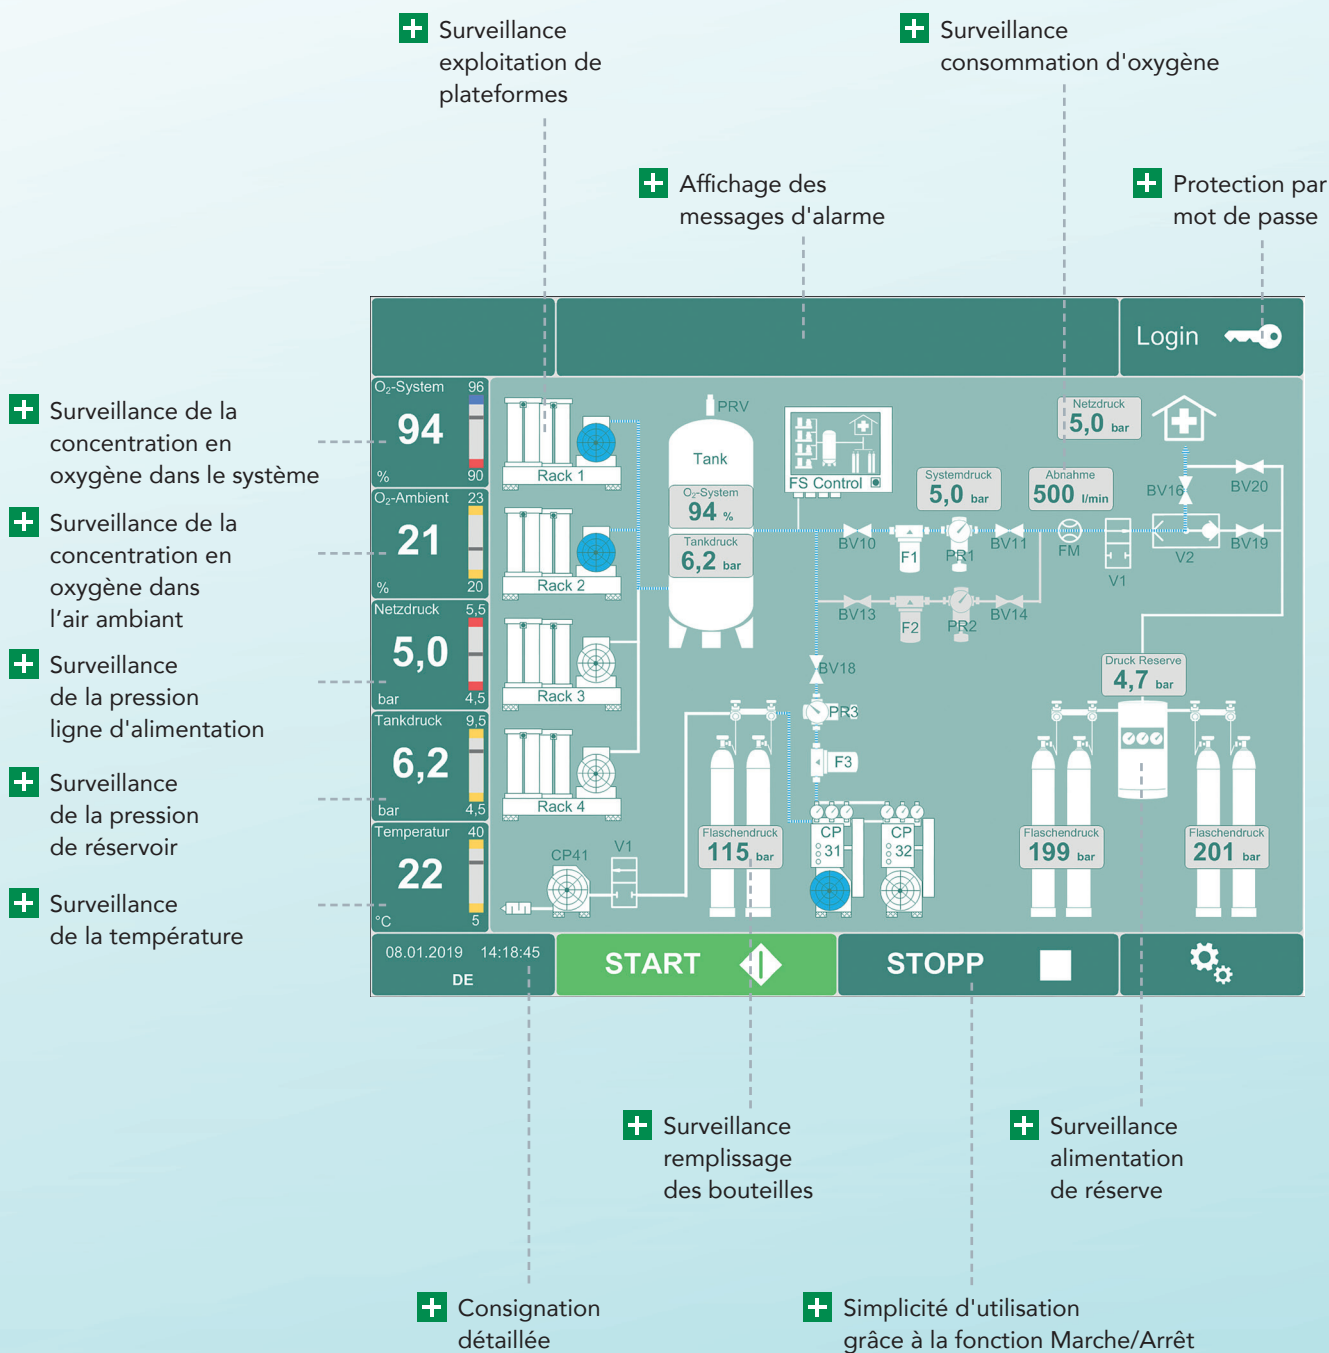 Surveillance
exploitation de
plateformes
Surveillance
consommation d'oxygène
Affichage des
messages d'alarme
Protection par
mot de passe
Surveillance de la
concentration en
oxygène dans le système
Surveillance de la
concentration en
oxygène dans
l'air ambiant
Surveillance
de la pression
ligne d'alimentation
Surveillance
de la pression
de réservoir
Surveillance
de la température
Login
O₂-System 96
94
% 90
O₂-Ambient 23
21
% 20
Netzdruck 5,5
5,0
bar 4,5
Tankdruck 9,5
6,2
bar 4,5
Temperatur 40
22
°C 5
Rack 1
Rack 2
Rack 3
Rack 4
PRV
Tank
O₂-System
94 %
Tankdruck
6,2 bar
FS Control
Systemdruck
5,0 bar
Abnahme
500 l/min
Netzdruck
5,0 bar
BV16
BV20
BV10
F1
PR1
BV11
FM
V1
V2
BV19
BV13
F2
PR2
BV14
BV18
PR3
F3
Druck Reserve
4,7 bar
CP41
V1
Flaschendruck
115 bar
CP
31
CP
32
Flaschendruck
199 bar
Flaschendruck
201 bar
08.01.2019 14:18:45
DE
START
STOPP
Surveillance
remplissage
des bouteilles
Surveillance
alimentation
de réserve
Consignation
détaillée
Simplicité d'utilisation
grâce à la fonction Marche/Arrêt